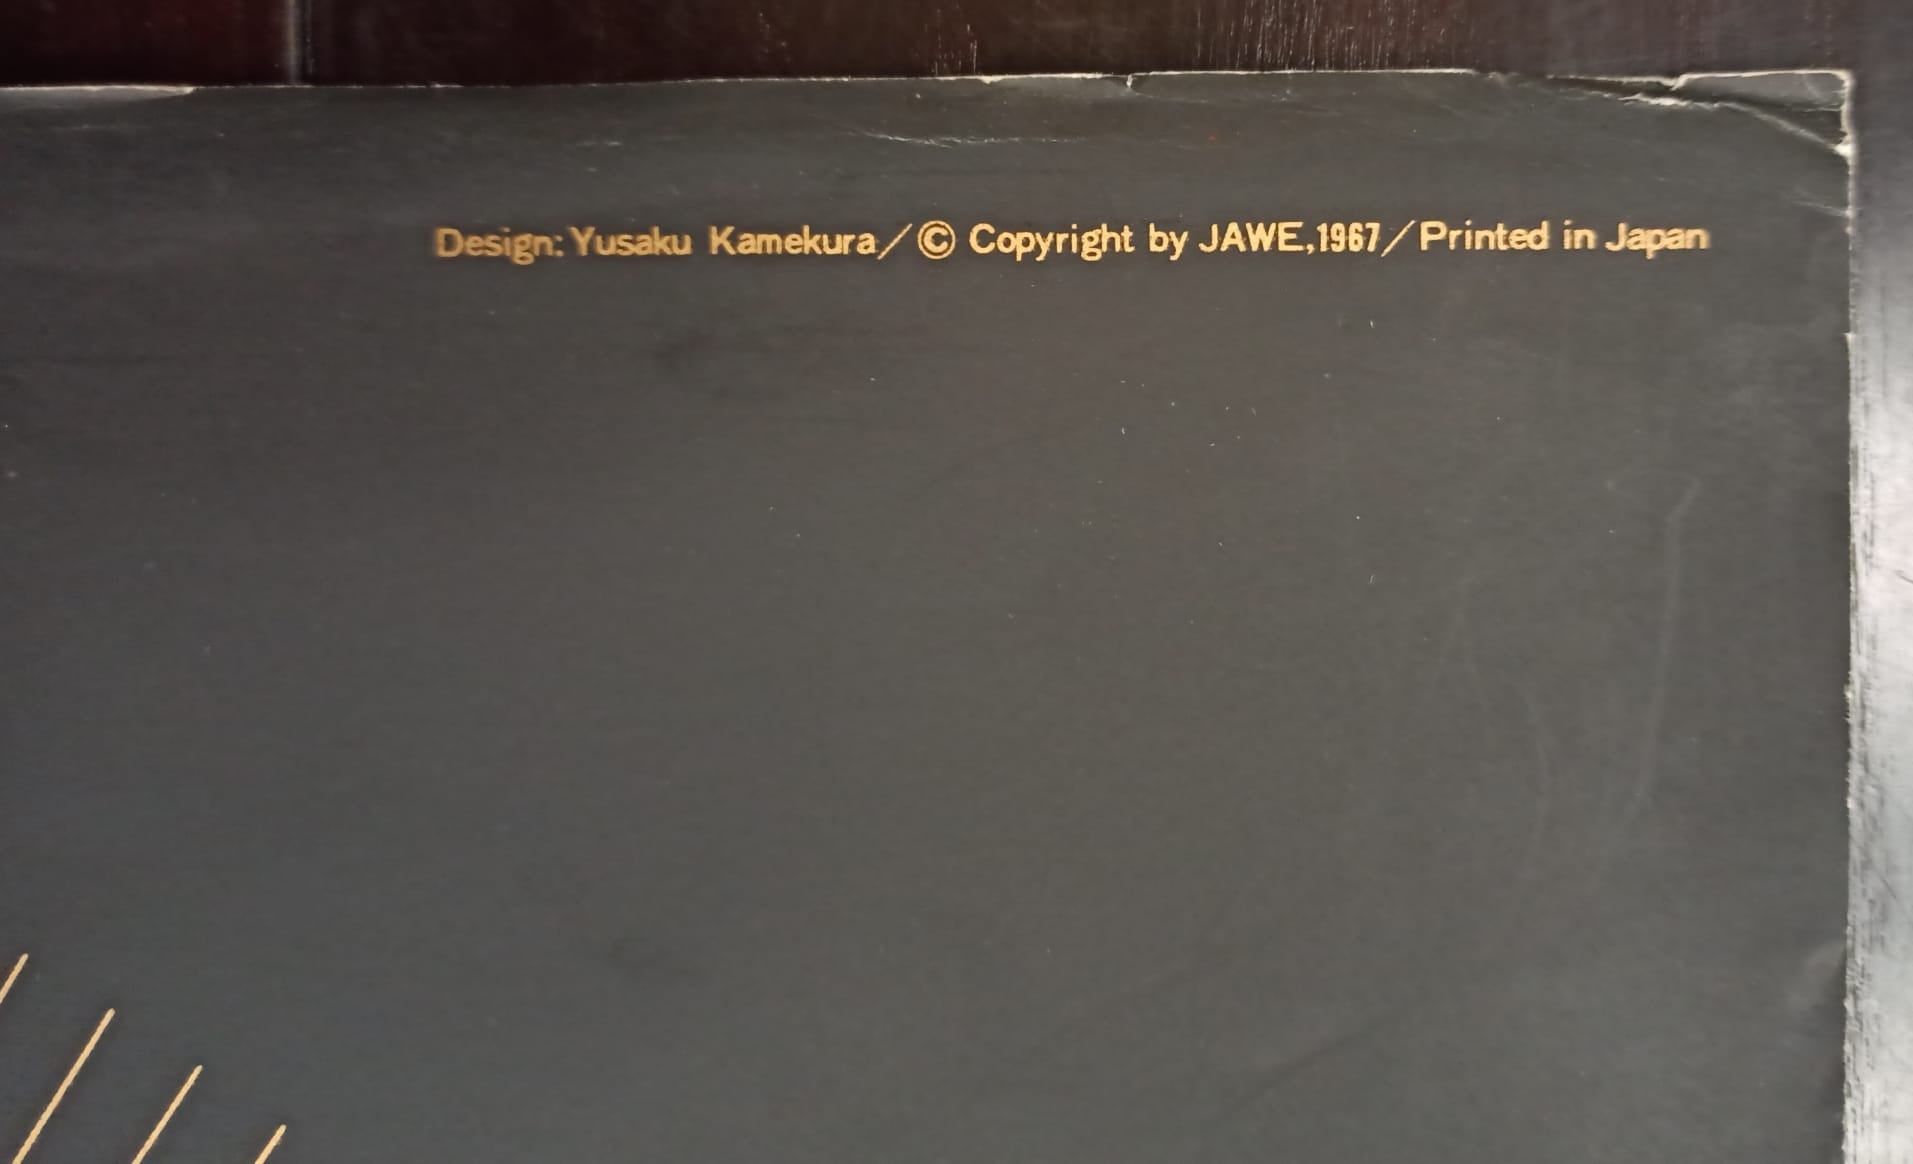 Design: Yusaku Kamekura/© Copyright by JAWE,1967/Printed in Japan